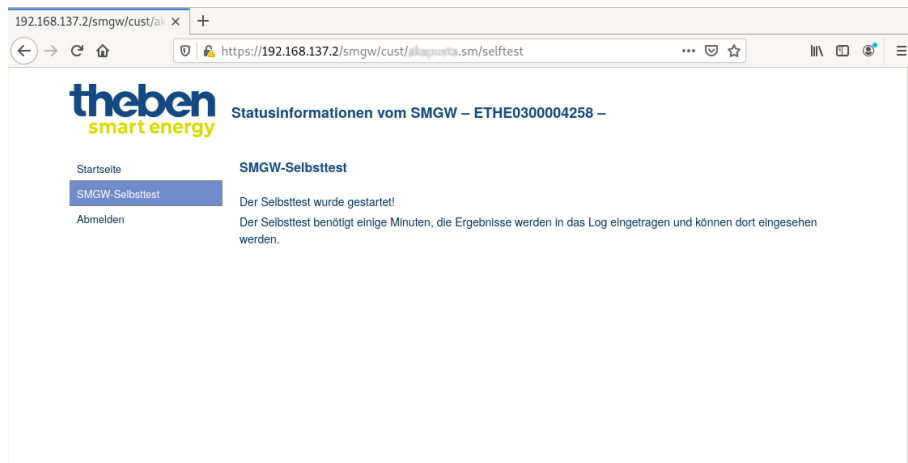 192.168.137.2/smgw/cust/
https://192.168.137.2/smgw/cust/ .sm/selftest
theben
smart energy
Statusinformationen vom SMGW – ETHE0300004258 –
Startseite
SMGW-Selbsttest
Abmelden
SMGW-Selbsttest
Der Selbsttest wurde gestartet!
Der Selbsttest benötigt einige Minuten, die Ergebnisse werden in das Log eingetragen und können dort eingesehen
werden.